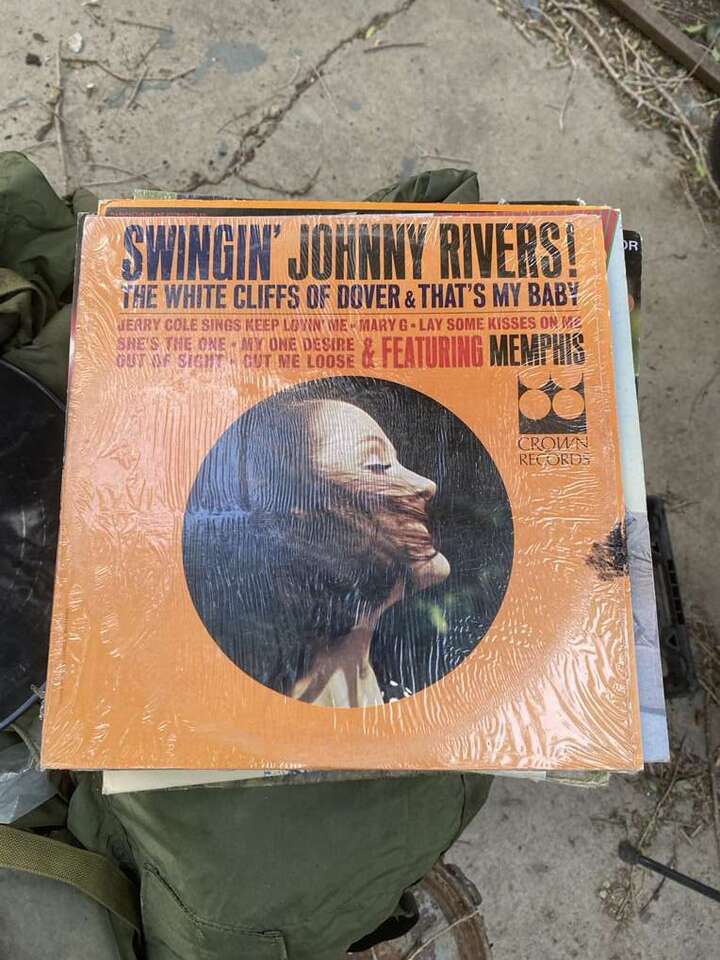 SWINGIN' JOHNNY RIVERS!
THE WHITE CLIFFS OF DOVER & THAT'S MY BABY
JERRY COLE SINGS KEEP LOVIN' ME • MARY G • LAY SOME KISSES ON ME
SHE'S THE ONE • MY ONE DESIRE
OUT OF SIGHT • CUT ME LOOSE & FEATURING MEMPHIS
CROWN
RECORDS
OR